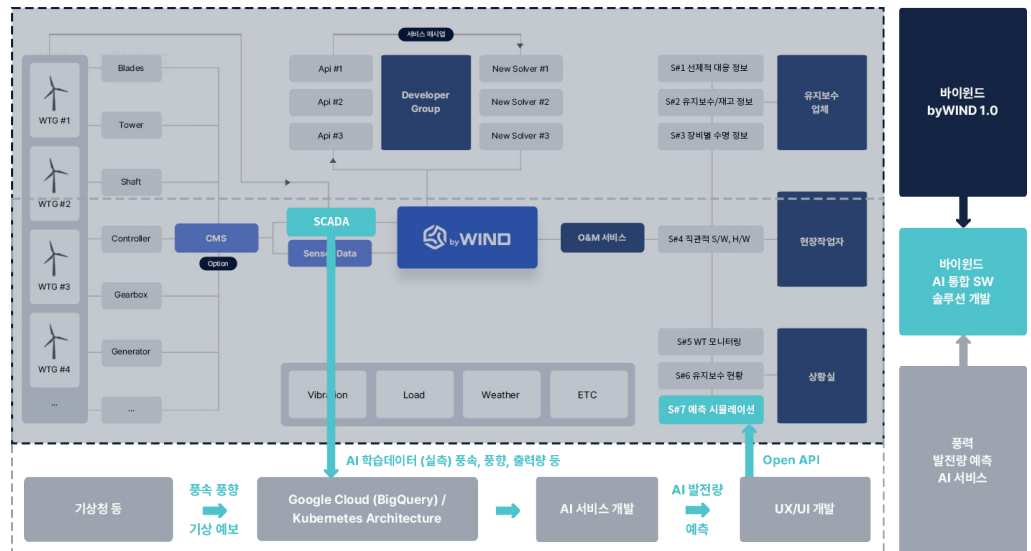 서비스 매시업
Blades
Tower
Shaft
Controller
Gearbox
Generator
...
WTG #1
WTG #2
WTG #3
WTG #4
...
CMS
Option
SCADA
Sensor Data
Api #1
Api #2
Api #3
Developer
Group
New Solver #1
New Solver #2
New Solver #3
by WIND
O&M 서비스
S#1 선제적 대응 정보
S#2 유지보수/재고 정보
S#3 장비별 수명 정보
S#4 직관적 S/W, H/W
S#5 WT 모니터링
S#6 유지보수 현황
S#7 예측 시뮬레이션
유지보수
업체
현장작업자
상황실
Vibration
Load
Weather
ETC
AI 학습데이터 (실측) 풍속, 풍향, 출력량 등
Open API
기상청 등
풍속 풍향
기상 예보
Google Cloud (BigQuery) /
Kubernetes Architecture
AI 서비스 개발
AI 발전량
예측
UX/UI 개발
바이윈드
byWIND 1.0
바이윈드
AI 통합 SW
솔루션 개발
풍력
발전량 예측
AI 서비스